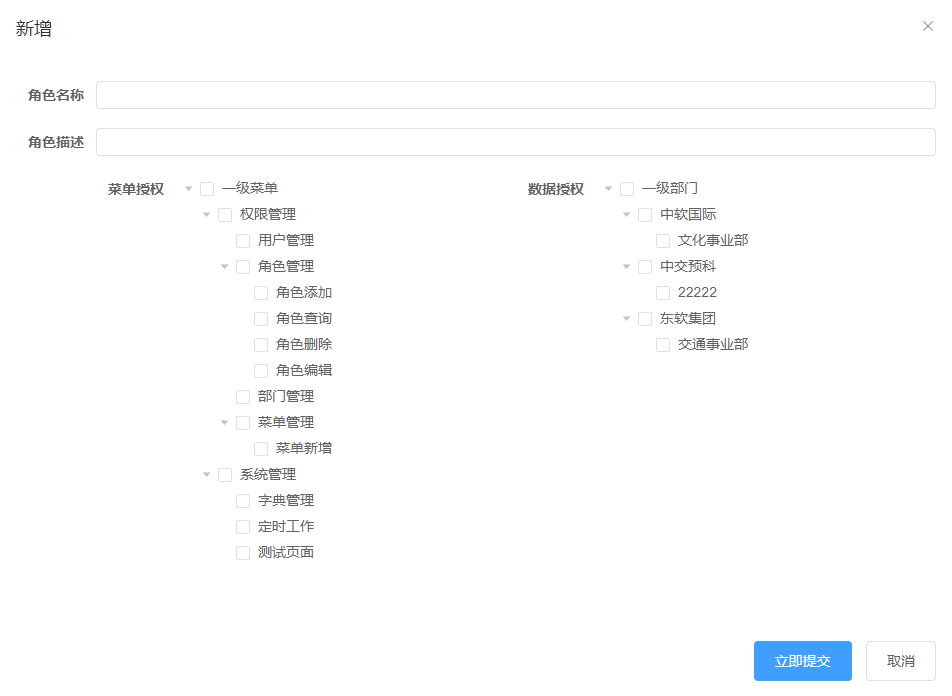 新增
角色名称
角色描述
菜单授权
一级菜单
权限管理
用户管理
角色管理
角色添加
角色查询
角色删除
角色编辑
部门管理
菜单管理
菜单新增
系统管理
字典管理
定时工作
测试页面
数据授权
一级部门
中软国际
文化事业部
中交预科
22222
东软集团
交通事业部
立即提交
取消